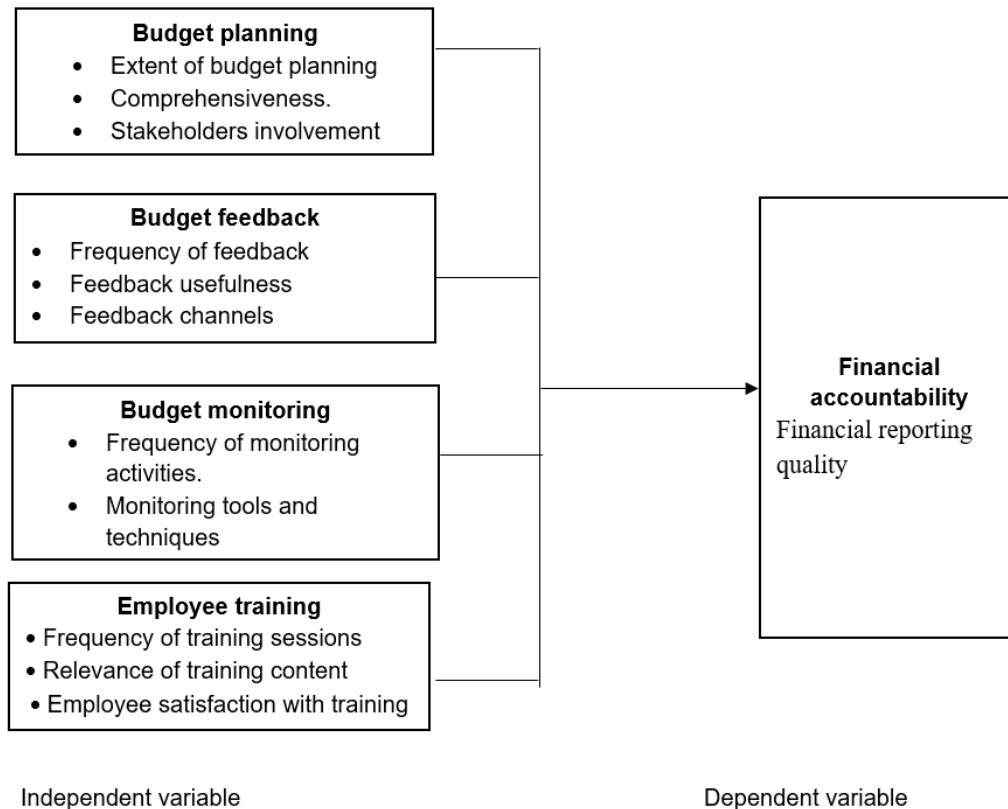 Budget planning
• Extent of budget planning
• Comprehensiveness.
• Stakeholders involvement
Budget feedback
• Frequency of feedback
• Feedback usefulness
• Feedback channels
Budget monitoring
• Frequency of monitoring
activities.
• Monitoring tools and
techniques
Employee training
• Frequency of training sessions
• Relevance of training content
• Employee satisfaction with training
Financial
accountability
Financial reporting
quality
Independent variable
Dependent variable